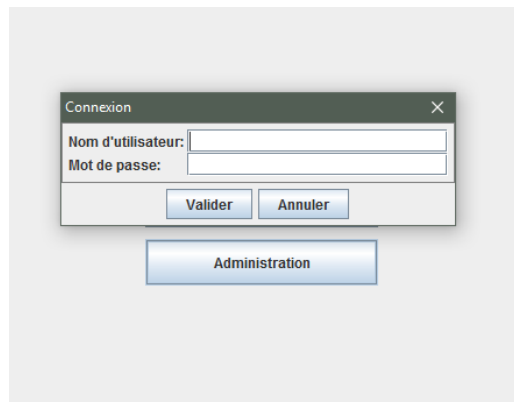 Connexion
Nom d'utilisateur:
Mot de passe:
Valider Annuler
Administration